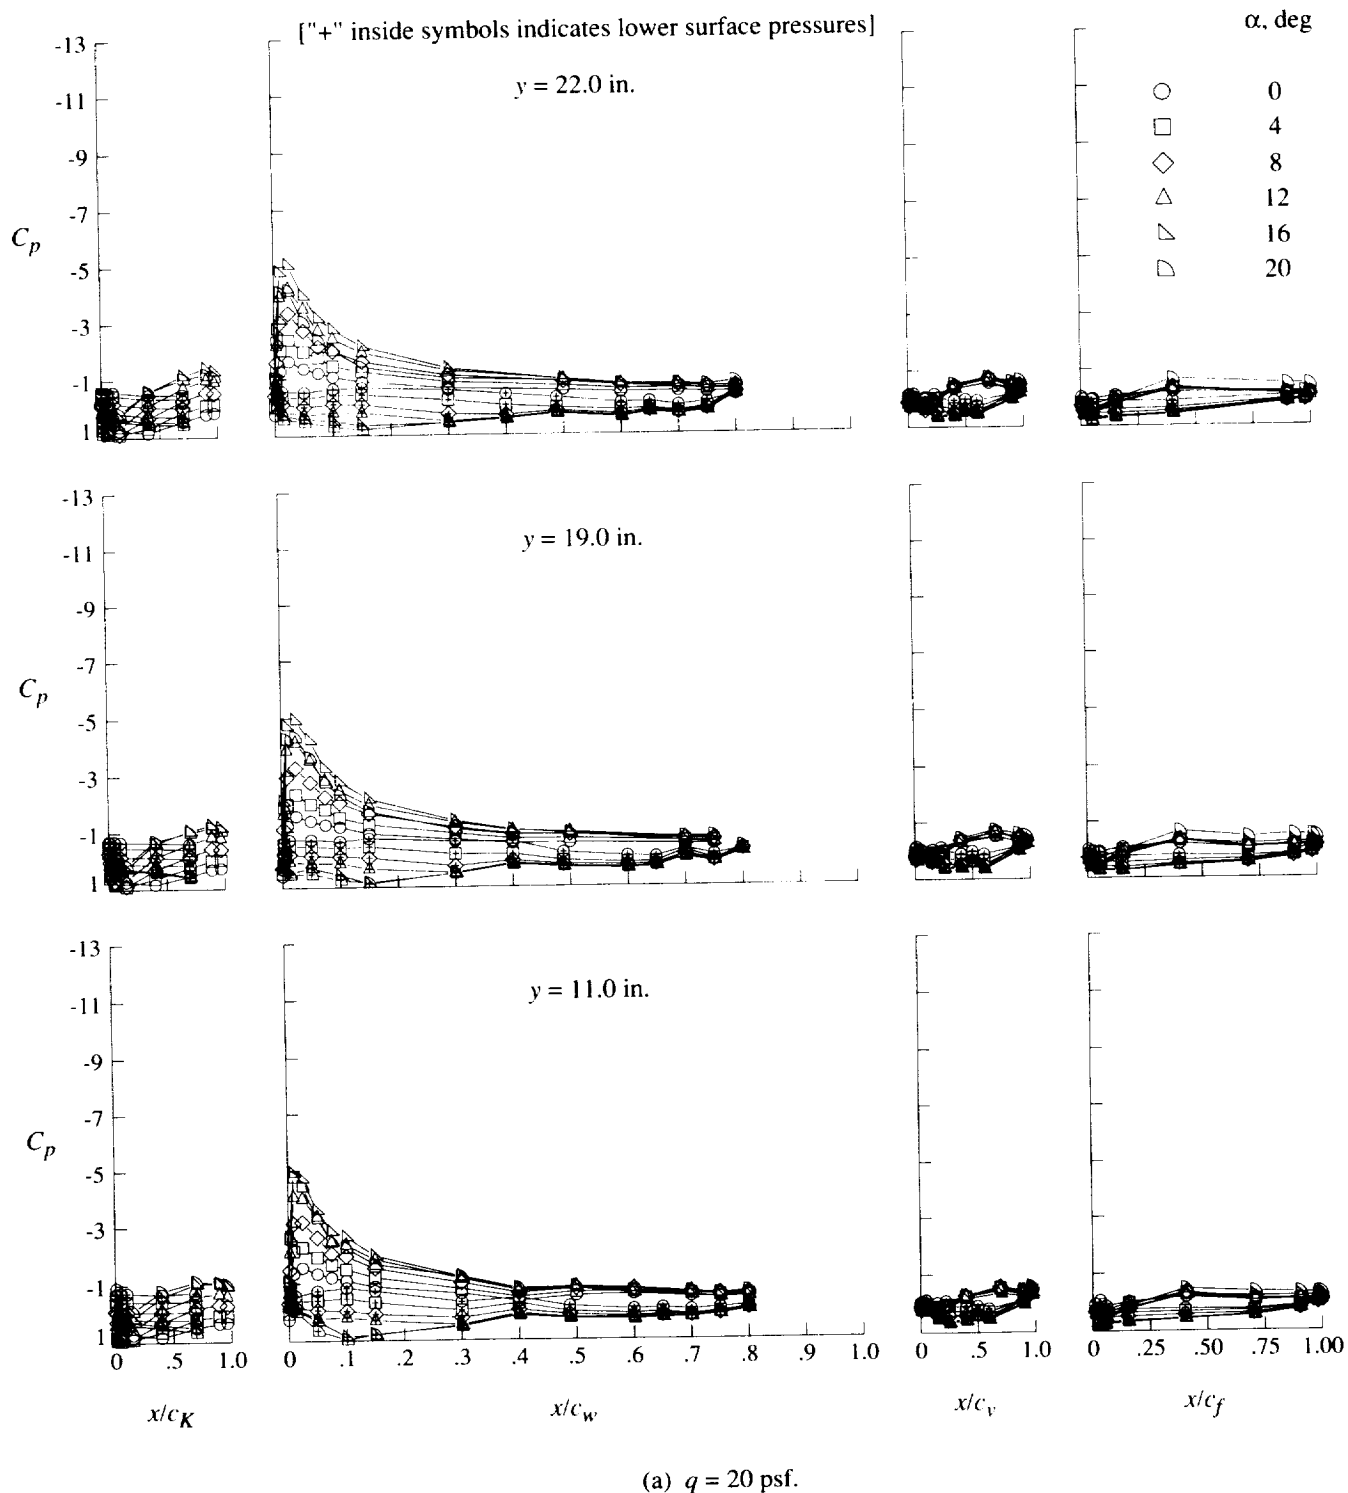 ["+" inside symbols indicates lower surface pressures]
α, deg
0
4
8
12
16
20
y = 22.0 in.
-13
-11
-9
-7
-5
-3
-1
1
C_p
y = 19.0 in.
-13
-11
-9
-7
-5
-3
-1
1
C_p
y = 11.0 in.
-13
-11
-9
-7
-5
-3
-1
1
C_p
0 .5 1.0
0 .1 .2 .3 .4 .5 .6 .7 .8 .9 1.0
0 .5 1.0
0 .25 .50 .75 1.00
x/c_K
x/c_w
x/c_v
x/c_f
(a) q = 20 psf.